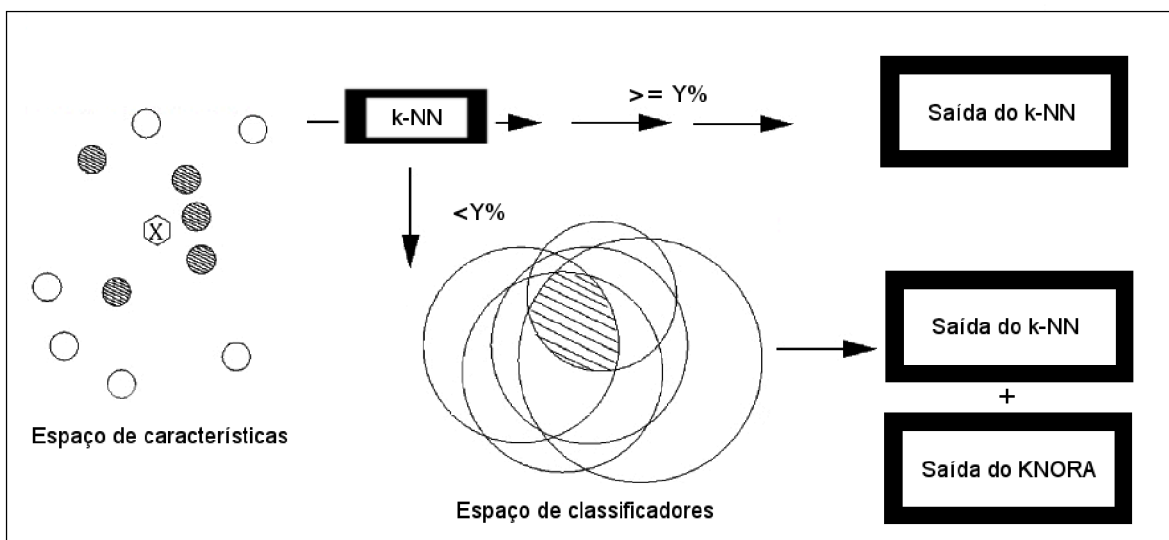 k-NN
>= Y%
Saída do k-NN
X
<Y%
Saída do k-NN
+
Saída do KNORA
Espaço de características
Espaço de classificadores